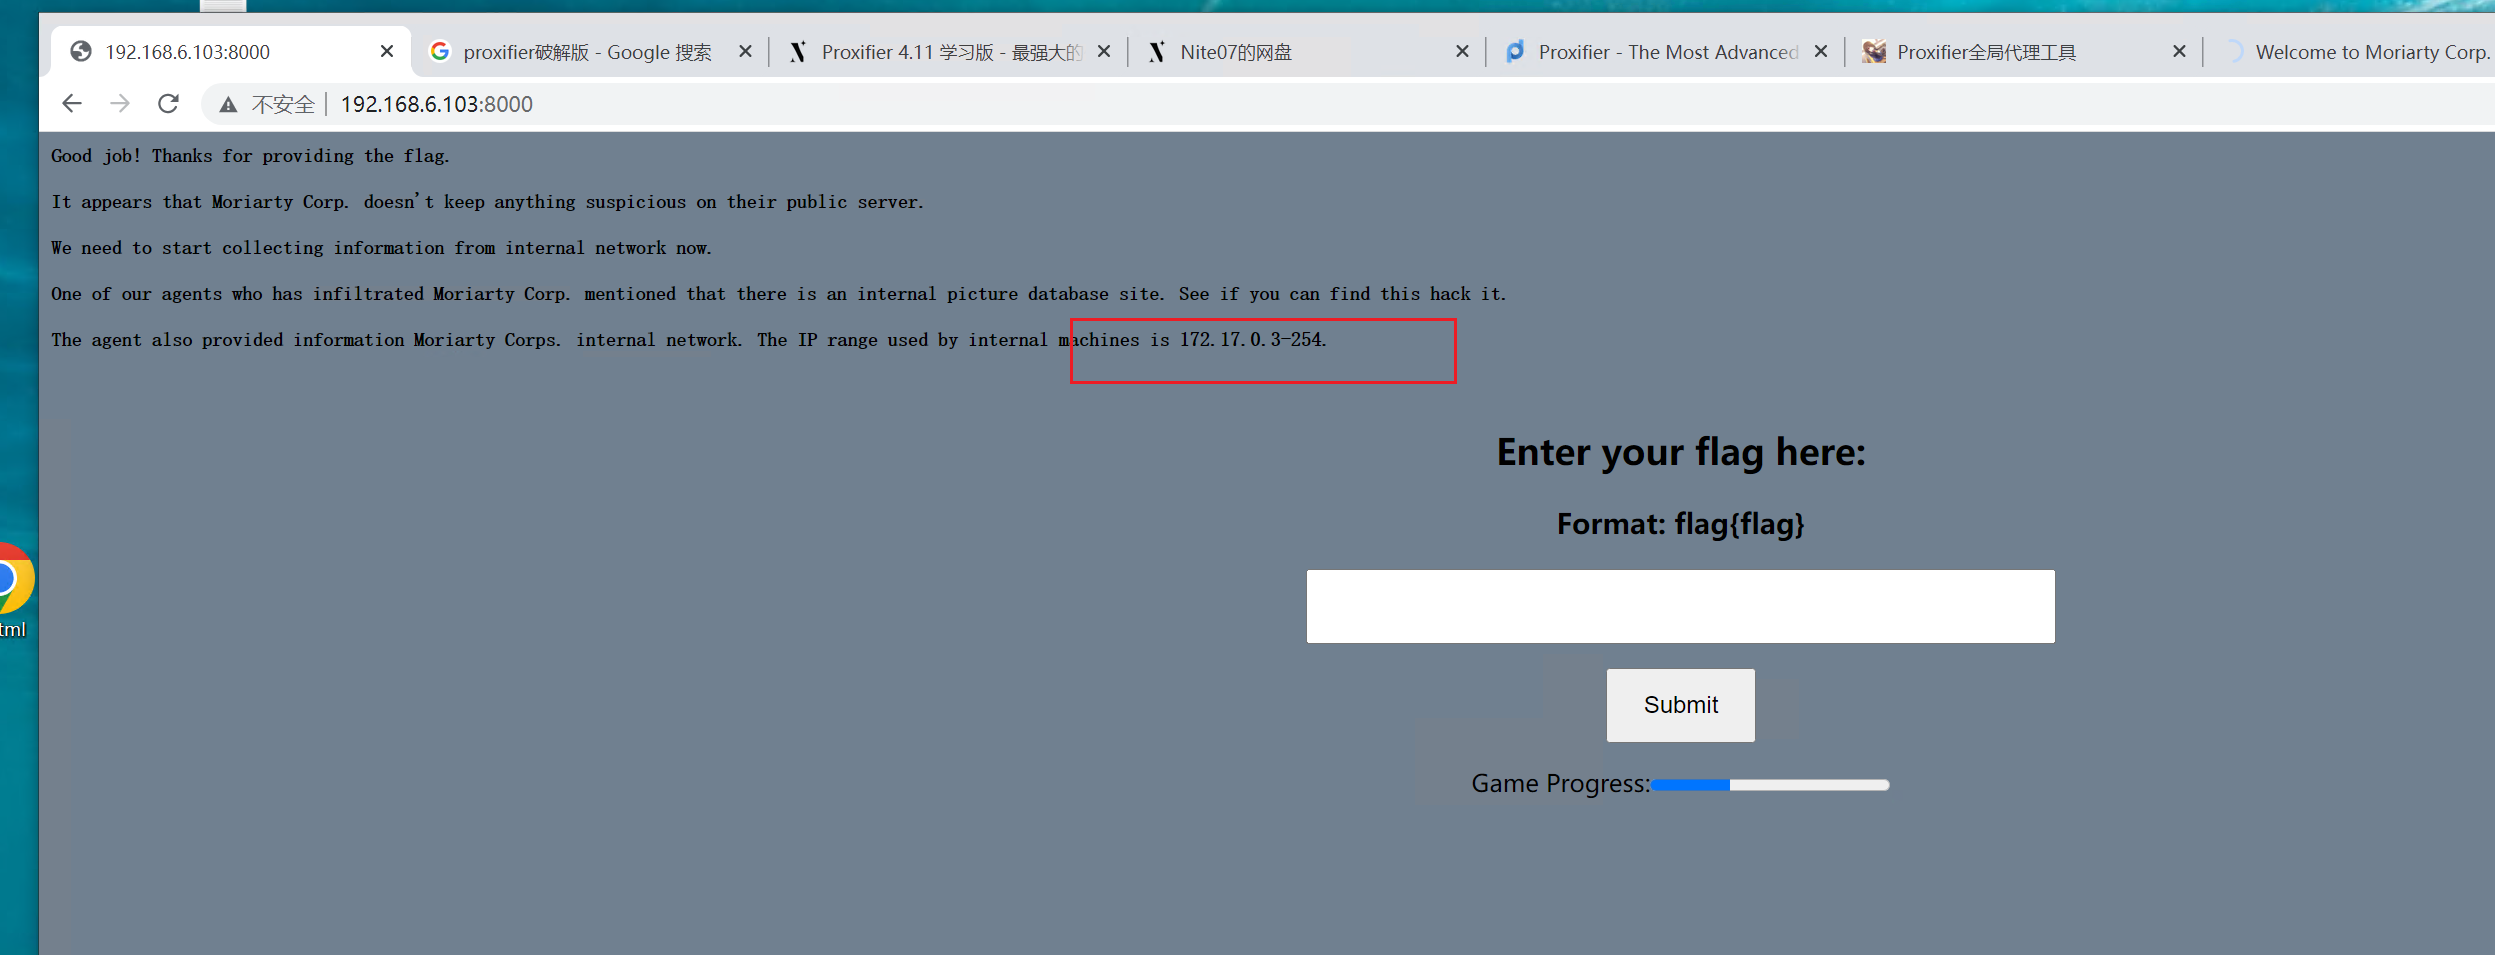 192.168.6.103:8000
proxifier破解版 - Google 搜索
Proxifier 4.11 学习版 - 最强大的
Nite07的网盘
Proxifier - The Most Advanced
Proxifier全局代理工具
Welcome to Moriarty Corp.
不安全 | 192.168.6.103:8000
Good job! Thanks for providing the flag.
It appears that Moriarty Corp. doesn't keep anything suspicious on their public server.
We need to start collecting information from internal network now.
One of our agents who has infiltrated Moriarty Corp. mentioned that there is an internal picture database site. See if you can find this hack it.
The agent also provided information Moriarty Corps. internal network. The IP range used by internal machines is 172.17.0.3-254.
Enter your flag here:
Format: flag{flag}
tml
Submit
Game Progress: